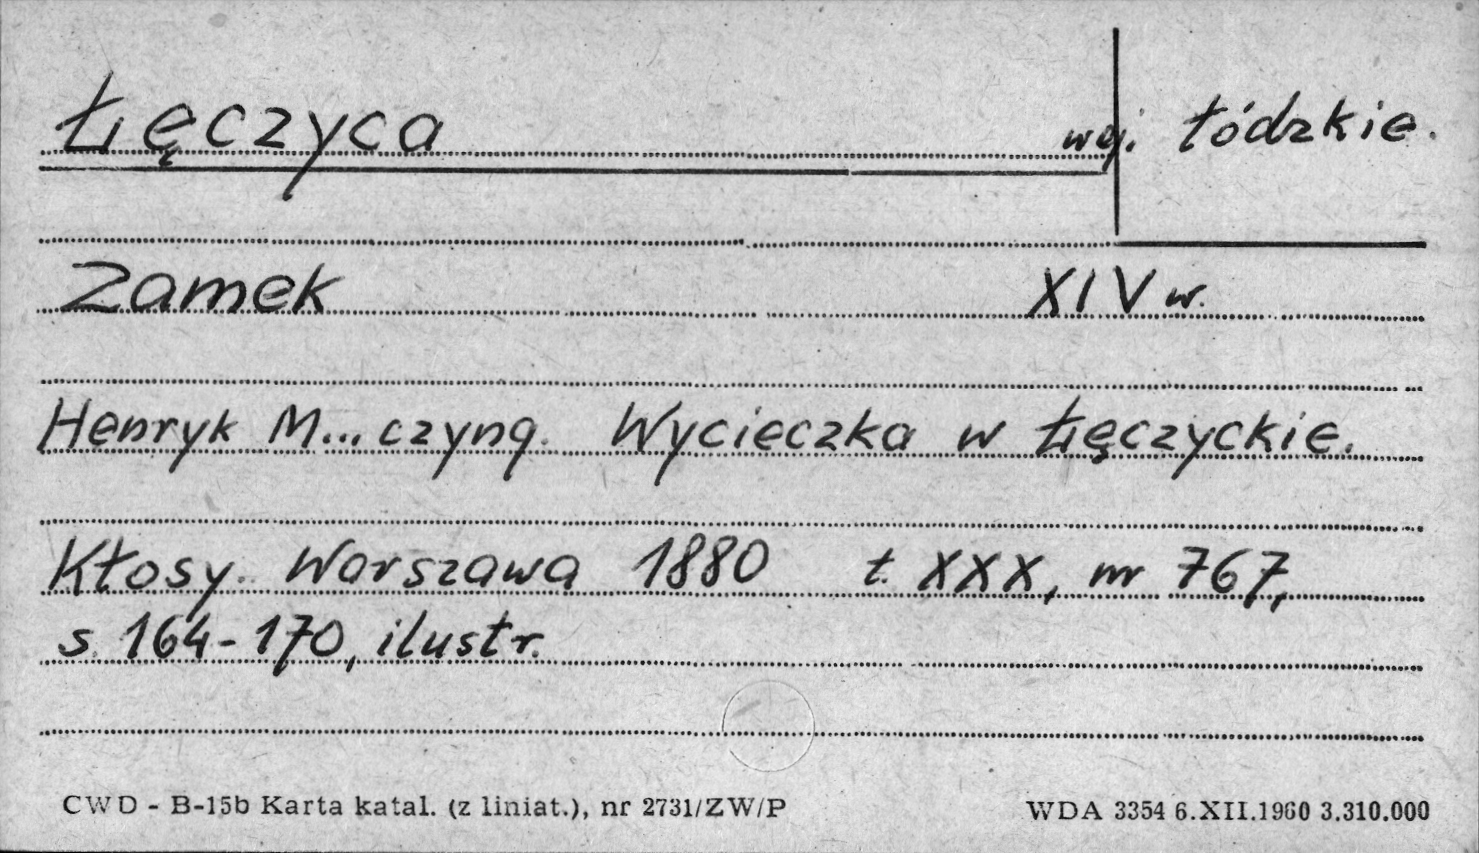 Łęczyca woj. łódzkie.
Zamek XIV w.
Henryk M...czyng. Wycieczka w Łęczyckie.
Kłosy. Warszawa 1880 t. XXX, nr 767,
s. 164-170, ilustr.
CWD - B-15b Karta katal. (z liniat.), nr 2731/ZW/P WDA 3354 6.XII.1960 3.310.000